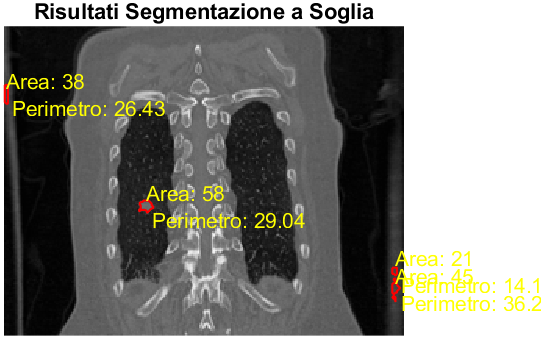 Risultati Segmentazione a Soglia
Area: 38
Perimetro: 26.43
Area: 58
Perimetro: 29.04
Area: 21
Area: 45
Perimetro: 14.1
Perimetro: 36.2